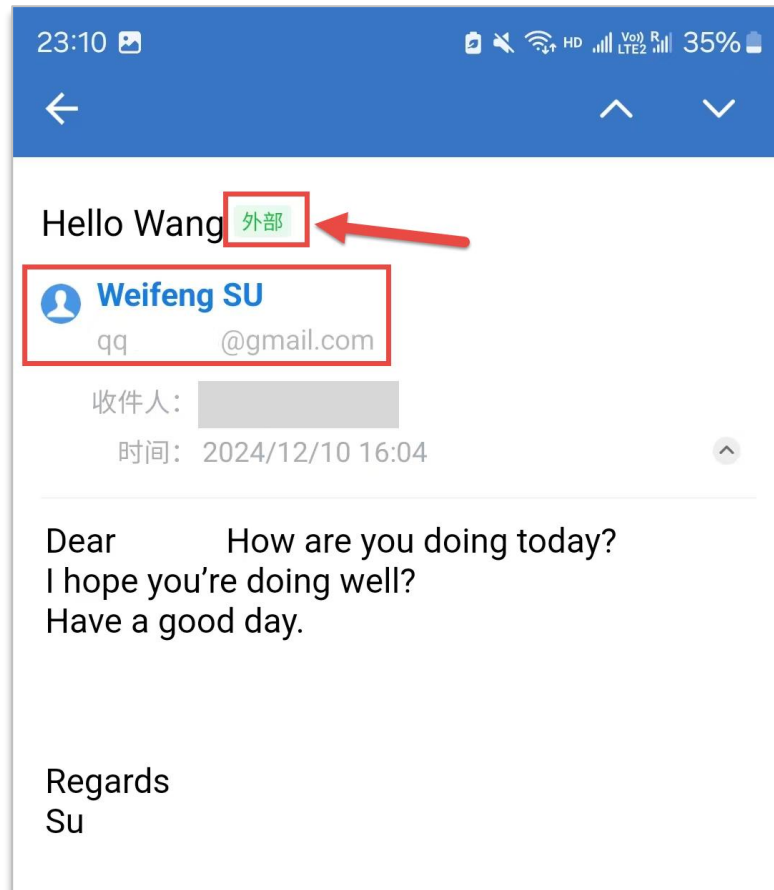 23:10 HD Vo)) LTE2 R 35%
Hello Wang 外部
Weifeng SU
qq @gmail.com
收件人：
时间： 2024/12/10 16:04
Dear How are you doing today?
I hope you’re doing well?
Have a good day.
Regards
Su